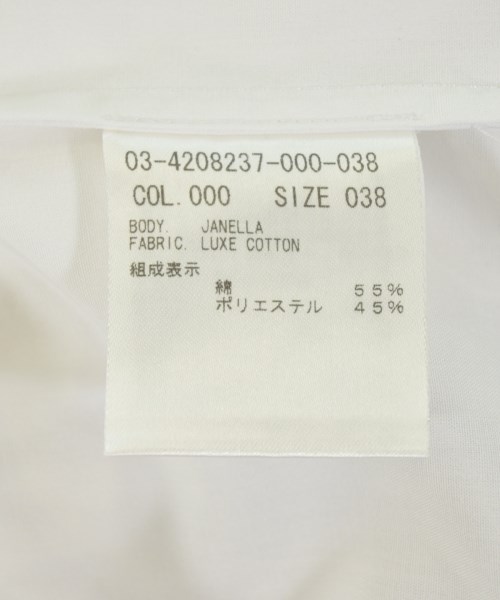 03-4208237-000-038
COL.000 SIZE 038
BODY. JANELLA
FABRIC. LUXE COTTON
組成表示
綿 55%
ポリエステル 45%